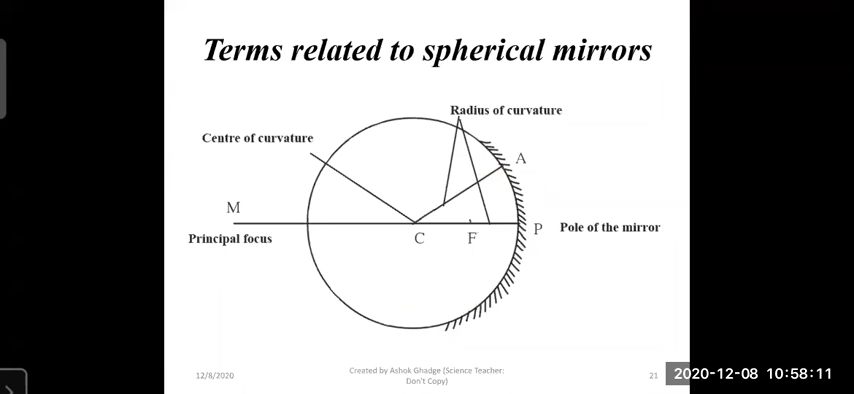 Terms related to spherical mirrors
Radius of curvature
Centre of curvature
A
M
P
Pole of the mirror
Principal focus
C
F
12/8/2020
Created by Ashok Ghadge (Science Teacher:
Don't Copy)
21
2020-12-08 10:58:11